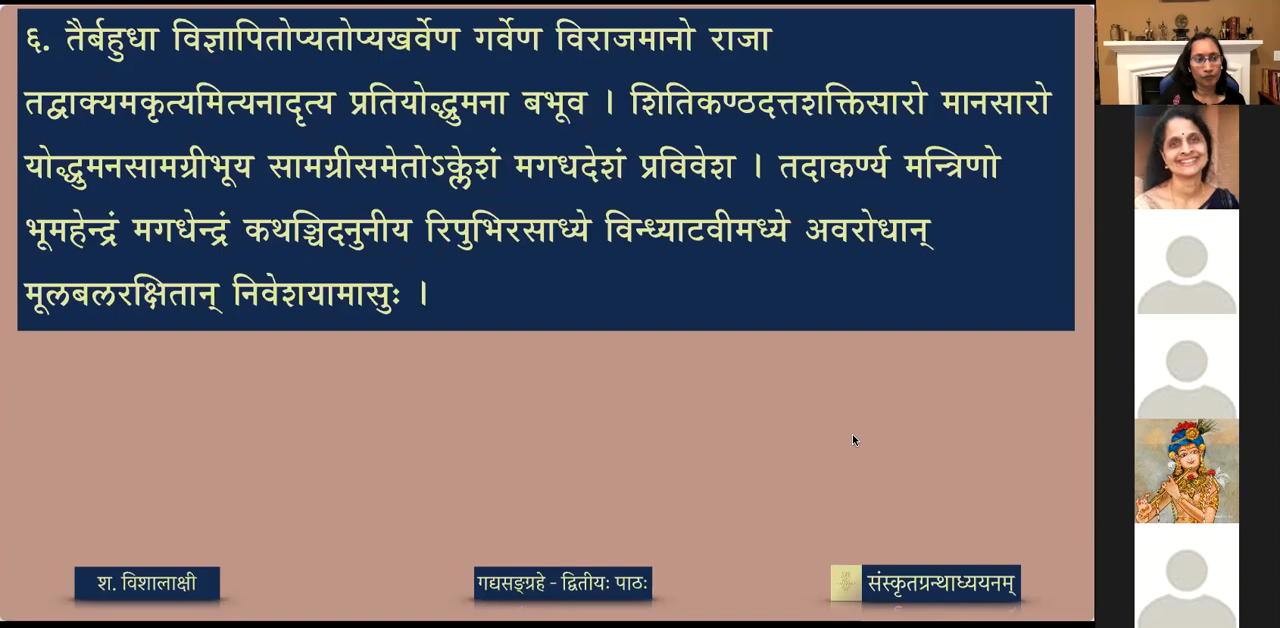 ६. तैर्बहुधा विज्ञापितोप्यतोप्यखर्वेण गर्वेण विराजमानो राजा
तद्वाक्यमकृत्यमित्यनादृत्य प्रतियोद्धुमना बभूव । शितिकण्ठदत्तशक्तिसारो मानसारो
योद्धुमनसामग्रीभूय सामग्रीसमेतोऽक्लेशं मगधदेशं प्रविवेश । तदाकर्ण्य मन्त्रिणो
भूमहेन्द्रं मगधेन्द्रं कथञ्चिदनुनीय रिपुभिरसाध्ये विन्ध्याटवीमध्ये अवरोधान्
मूलबलरक्षितान् निवेशयामासुः ।
श. विशालाक्षी
गद्यसङ्ग्रहे - द्वितीयः पाठः
संस्कृतग्रन्थाध्ययनम्